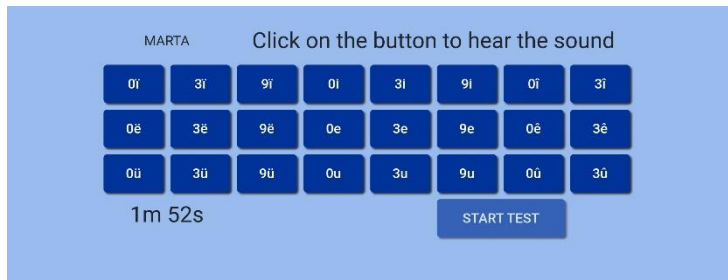 MARTA Click on the button to hear the sound
0ï 3ï 9ï 0i 3i 9i 0î 3î
0ë 3ë 9ë 0e 3e 9e 0ê 3ê
0ü 3ü 9ü 0u 3u 9u 0û 3û
1m 52s START TEST